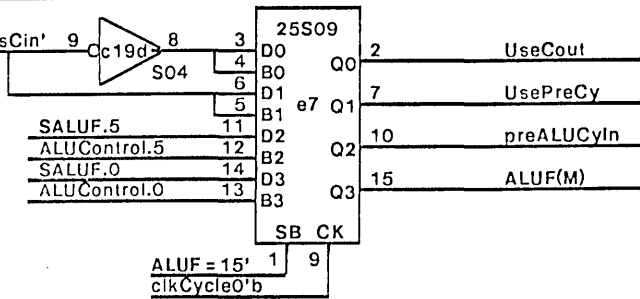 sCin' 9 c19d 8 S04
25S09
e7
3 D0 Q0 2 UseCout
4 B0
6 D1 Q1 7 UsePreCy
5 B1
SALUF.5 11 D2 Q2 10 preALUCyIn
ALUControl.5 12 B2
SALUF.0 14 D3 Q3 15 ALUF(M)
ALUControl.0 13 B3
SB CK
ALUF = 15' 1 9
clkCycle0'b